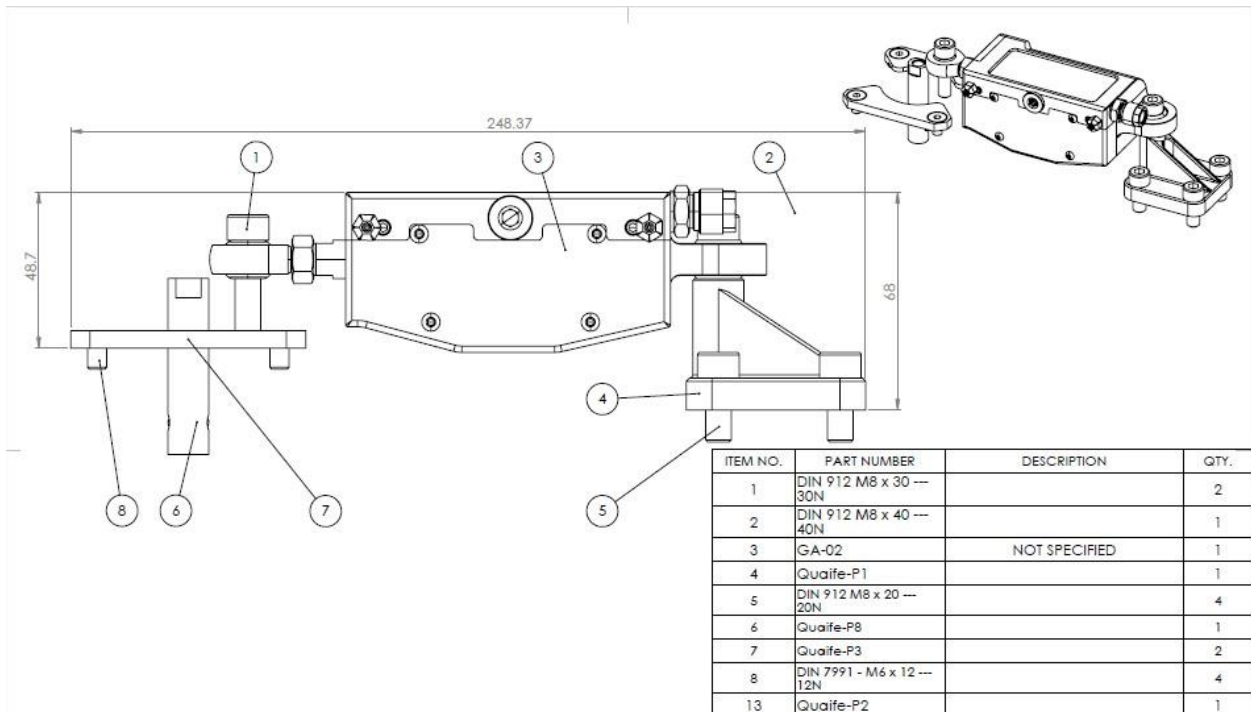 248.37
1
3
2
48.7
68
4
8
6
7
5
ITEM NO. PART NUMBER DESCRIPTION QTY.
1 DIN 912 M8 x 30 --- 30N 2
2 DIN 912 M8 x 40 --- 40N 1
3 GA-02 NOT SPECIFIED 1
4 Quaife-P1 1
5 DIN 912 M8 x 20 --- 20N 4
6 Quaife-P8 1
7 Quaife-P3 2
8 DIN 7991 - M6 x 12 --- 12N 4
13 Quaife-P2 1